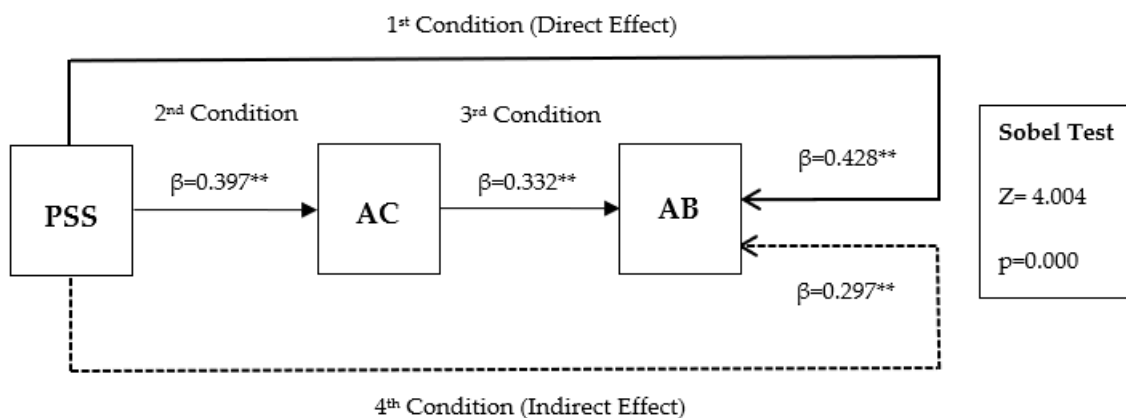 1st Condition (Direct Effect)
2nd Condition
3rd Condition
Sobel Test
β=0.428**
β=0.397**
β=0.332**
Z= 4.004
PSS
AC
AB
p=0.000
β=0.297**
4th Condition (Indirect Effect)